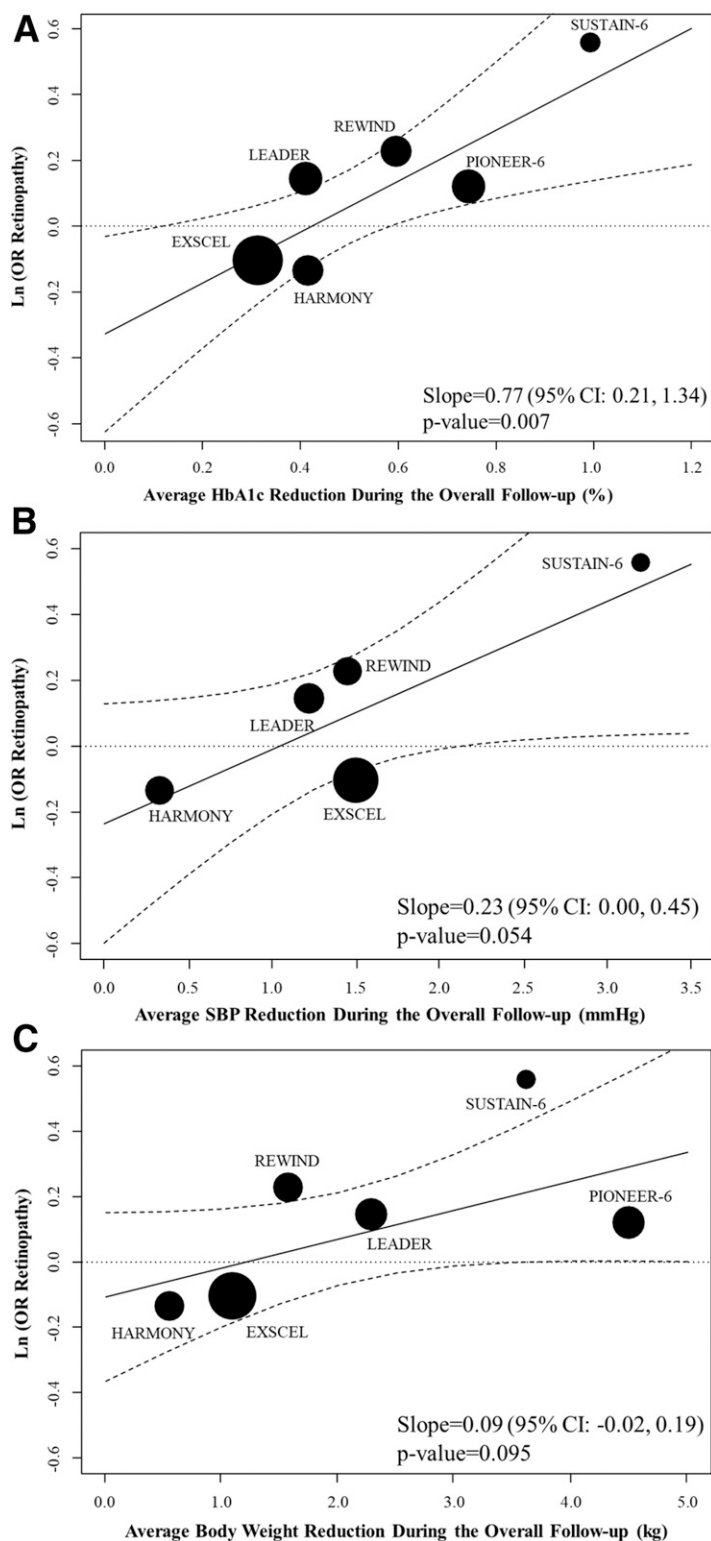 A
Ln (OR Retinopathy)
0.6
0.4
0.2
0.0
-0.2
-0.4
-0.6
SUSTAIN-6
REWIND
LEADER
PIONEER-6
EXSCEL
HARMONY
Slope=0.77 (95% CI: 0.21, 1.34)
p-value=0.007
0.0 0.2 0.4 0.6 0.8 1.0 1.2
Average HbA1c Reduction During the Overall Follow-up (%)
B
Ln (OR Retinopathy)
0.6
0.4
0.2
0.0
-0.2
-0.4
-0.6
SUSTAIN-6
REWIND
LEADER
HARMONY
EXSCEL
Slope=0.23 (95% CI: 0.00, 0.45)
p-value=0.054
0.0 0.5 1.0 1.5 2.0 2.5 3.0 3.5
Average SBP Reduction During the Overall Follow-up (mmHg)
C
Ln (OR Retinopathy)
0.6
0.4
0.2
0.0
-0.2
-0.4
-0.6
SUSTAIN-6
REWIND
PIONEER-6
LEADER
HARMONY
EXSCEL
Slope=0.09 (95% CI: -0.02, 0.19)
p-value=0.095
0.0 1.0 2.0 3.0 4.0 5.0
Average Body Weight Reduction During the Overall Follow-up (kg)